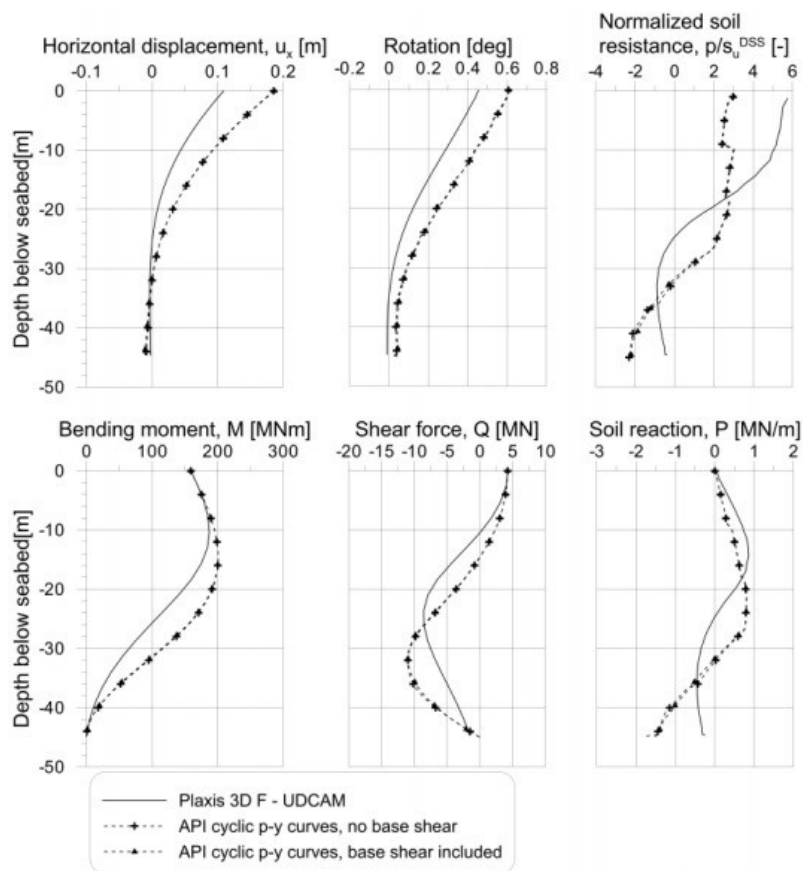 Horizontal displacement, uₓ [m]
-0.1 0 0.1 0.2
Rotation [deg]
-0.2 0 0.2 0.4 0.6 0.8
Normalized soil
resistance, p/sᵤᴰˢˢ [-]
-4 -2 0 2 4 6
Depth below seabed[m]
0
-10
-20
-30
-40
-50
Bending moment, M [MNm]
0 100 200 300
Shear force, Q [MN]
-20 -15 -10 -5 0 5 10
Soil reaction, P [MN/m]
-3 -2 -1 0 1 2
Depth below seabed[m]
0
-10
-20
-30
-40
-50
Plaxis 3D F - UDCAM
API cyclic p-y curves, no base shear
API cyclic p-y curves, base shear included